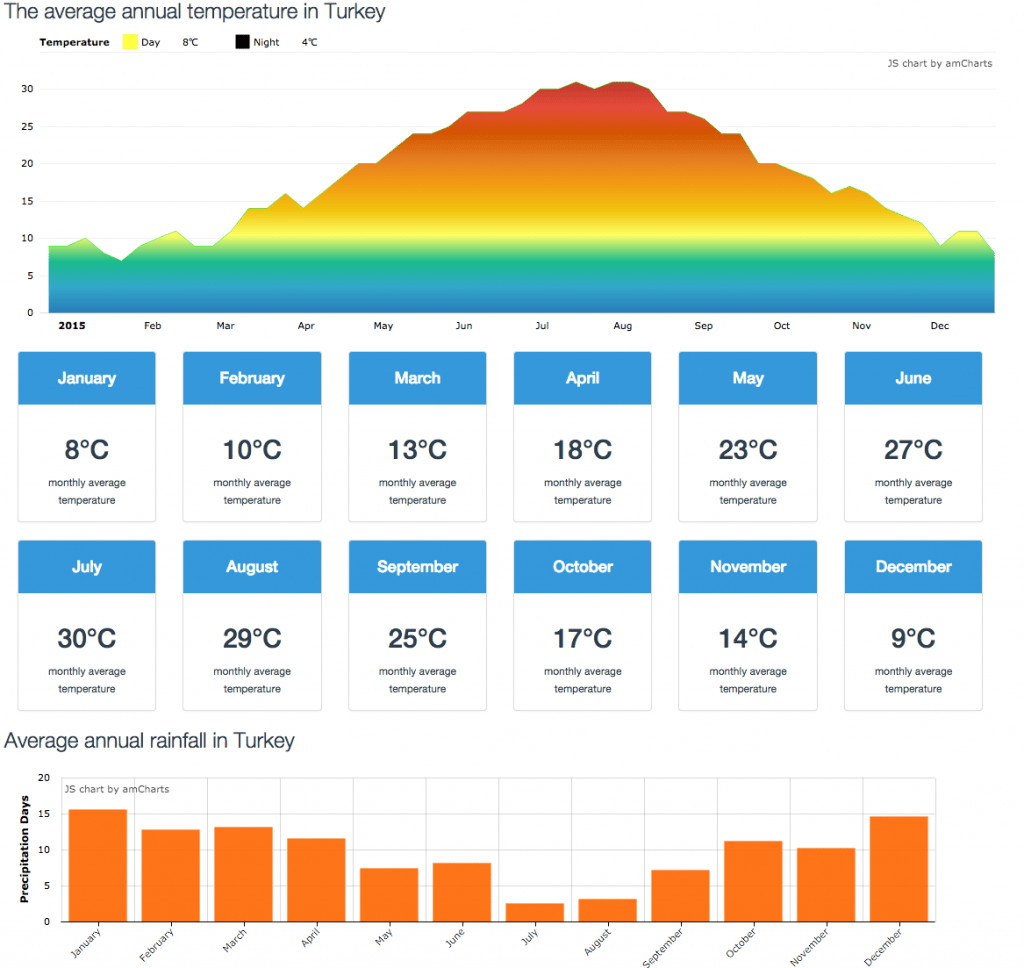 The average annual temperature in Turkey
Temperature Day 8℃ Night 4℃
JS chart by amCharts
30
25
20
15
10
5
0
2015 Feb Mar Apr May Jun Jul Aug Sep Oct Nov Dec
January February March April May June
8°C 10°C 13°C 18°C 23°C 27°C
monthly average monthly average monthly average monthly average monthly average monthly average
temperature temperature temperature temperature temperature temperature
July August September October November December
30°C 29°C 25°C 17°C 14°C 9°C
monthly average monthly average monthly average monthly average monthly average monthly average
temperature temperature temperature temperature temperature temperature
Average annual rainfall in Turkey
Precipitation Days
20
JS chart by amCharts
15
10
5
0
January February March April May June July August September October November December